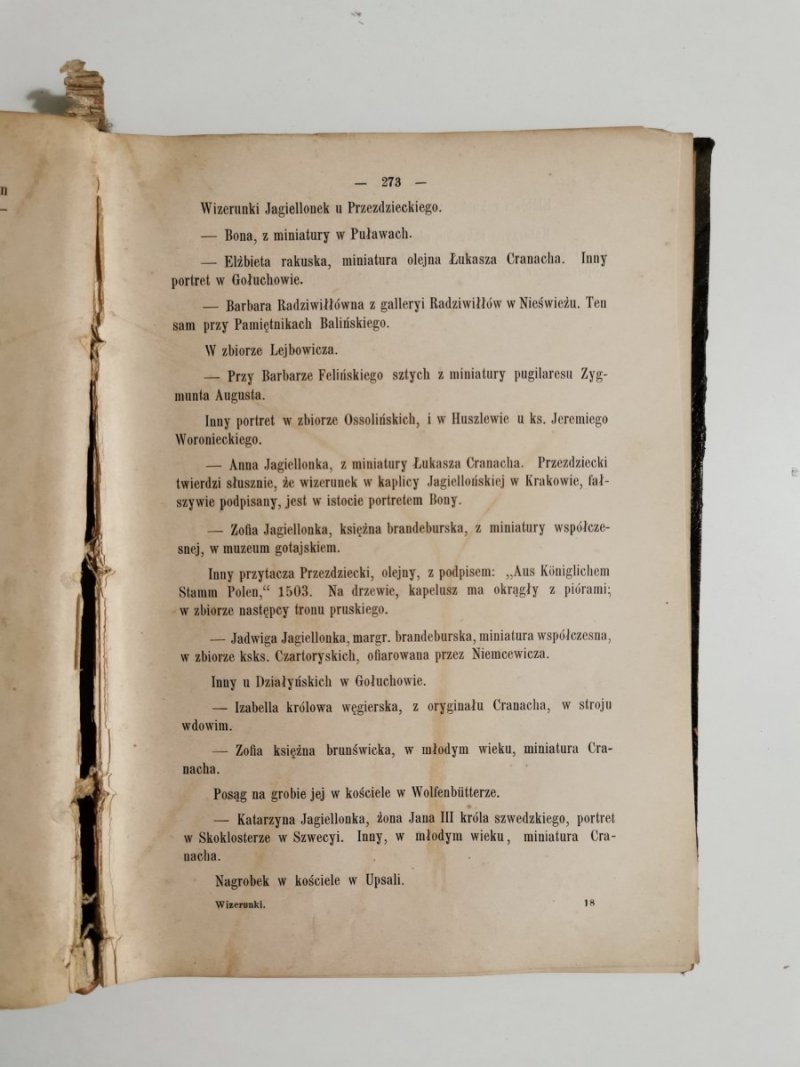 — 273 —
Wizerunki Jagiellonek u Przezdzieckiego.
— Bona, z miniatury w Puławach.
— Elżbieta rakuska, miniatura olejna Łukasza Cranacha. Inny
portret w Gołuchowie.
— Barbara Radziwiłłówna z galleryi Radziwiłłów w Nieświeżu. Ten
sam przy Pamiętnikach Balińskiego.
W zbiorze Lejbowicza.
— Przy Barbarze Felińskiego sztych z miniatury pugilaresu Zyg-
munta Augusta.
Inny portret w zbiorze Ossolińskich, i w Huszlewie u ks. Jeremiego
Woronieckiego.
— Anna Jagiellonka, z miniatury Łukasza Cranacha. Przezdziecki
twierdzi słusznie, że wizerunek w kaplicy Jagiellońskiej w Krakowie, fał-
szywie podpisany, jest w istocie portretem Bony.
— Zofia Jagiellonka, księżna brandeburska, z miniatury współcze-
snej, w muzeum gotajskiem.
Inny przytacza Przezdziecki, olejny, z podpisem: „Aus Königlichem
Stamm Polen,“ 1503. Na drzewie, kapelusz ma okrągły z piórami;
w zbiorze następcy tronu pruskiego.
— Jadwiga Jagiellonka, margr. brandeburska, miniatura współczesna,
w zbiorze ksks. Czartoryskich, ofiarowana przez Niemcewicza.
Inny u Działyńskich w Gołuchowie.
— Izabella królowa węgierska, z oryginału Cranacha, w stroju
wdowim.
— Zofia księżna brunświcka, w młodym wieku, miniatura Cra-
nacha.
Posąg na grobie jej w kościele w Wolfenbütterze.
— Katarzyna Jagiellonka, żona Jana III króla szwedzkiego, portret
w Skoklosterze w Szwecyi. Inny, w młodym wieku, miniatura Cra-
nacha.
Nagrobek w kościele w Upsali.
Wizerunki. 18